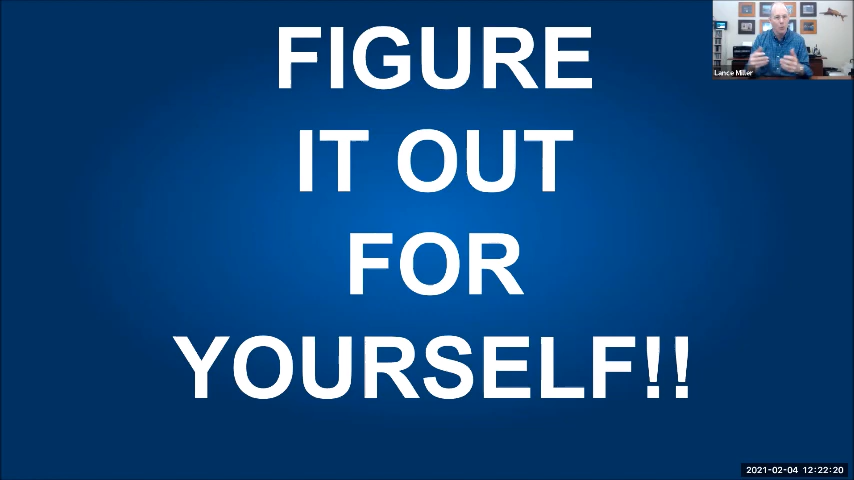 FIGURE
IT OUT
FOR
YOURSELF!!
Lance Miller
2021-02-04 12:22:20